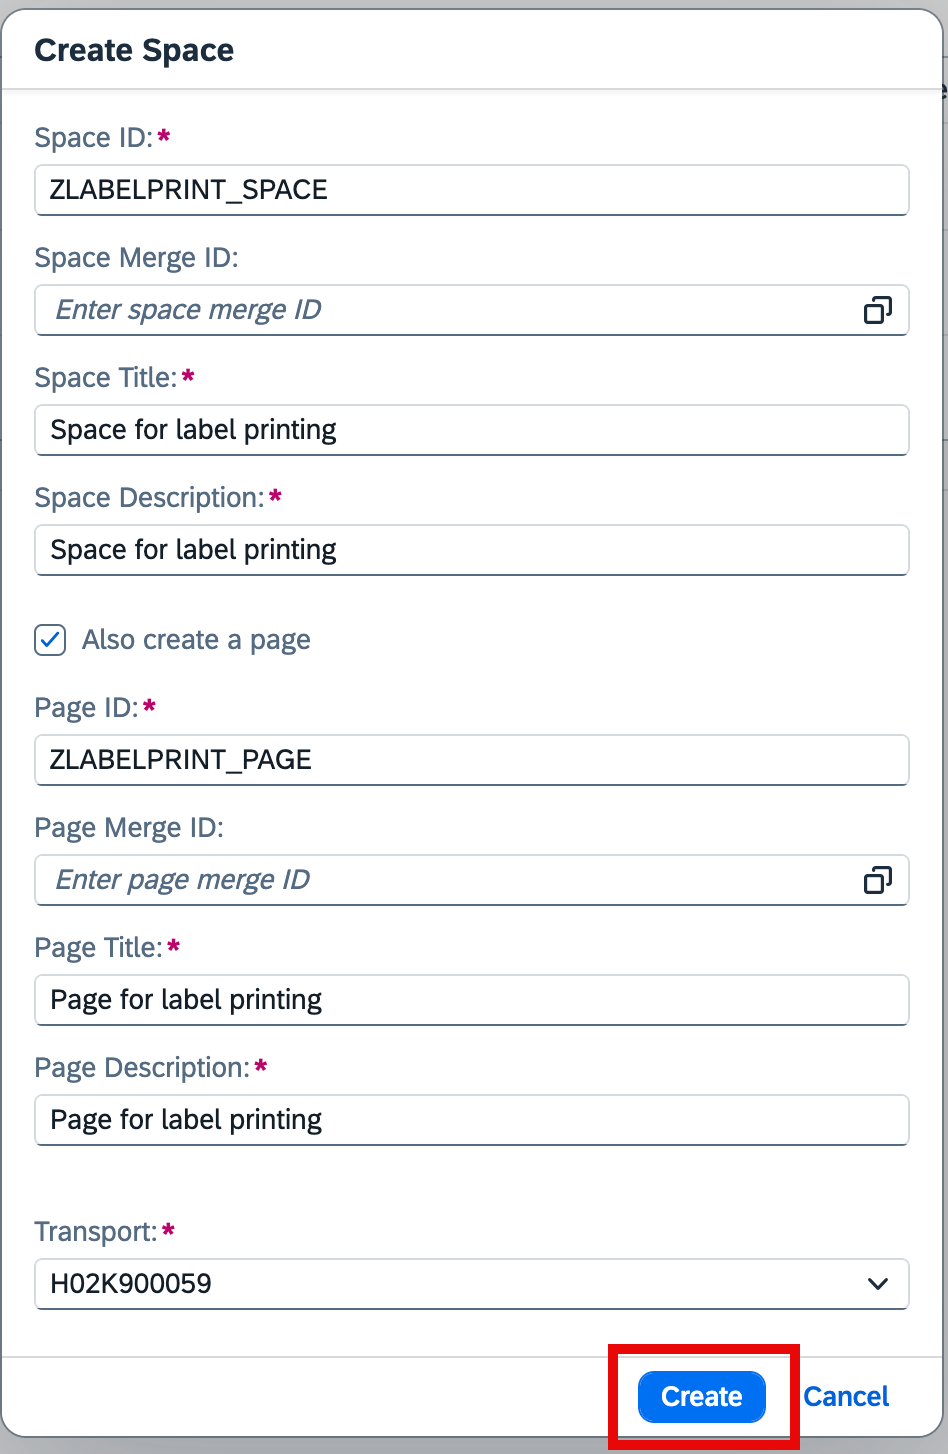 Create Space
Space ID:*
ZLABELPRINT_SPACE
Space Merge ID:
Enter space merge ID
Space Title:*
Space for label printing
Space Description:*
Space for label printing
Also create a page
Page ID:*
ZLABELPRINT_PAGE
Page Merge ID:
Enter page merge ID
Page Title:*
Page for label printing
Page Description:*
Page for label printing
Transport:*
H02K900059
Create Cancel